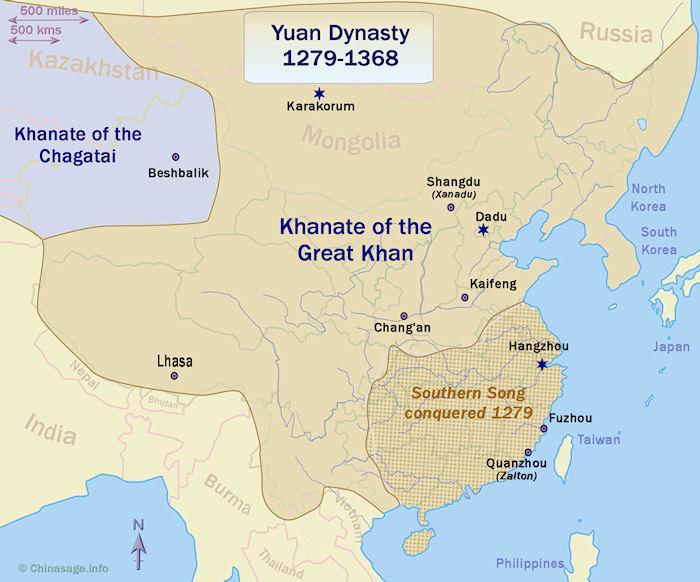 500 miles
500 kms
Yuan Dynasty
1279-1368
Russia
Kazakhstan
Karakorum
Khanate of the
Chagatai
Mongolia
Beshbalik
Shangdu
(Xanadu)
Dadu
North
Korea
South
Korea
Khanate of the
Great Khan
Kaifeng
Chang'an
Hangzhou
Japan
Lhasa
Nepal
Bhutan
Southern Song
conquered 1279
Fuzhou
Taiwan
India
Quanzhou
(Zaiton)
Burma
Vietnam
N
Thailand
Philippines
© Chinasage.info